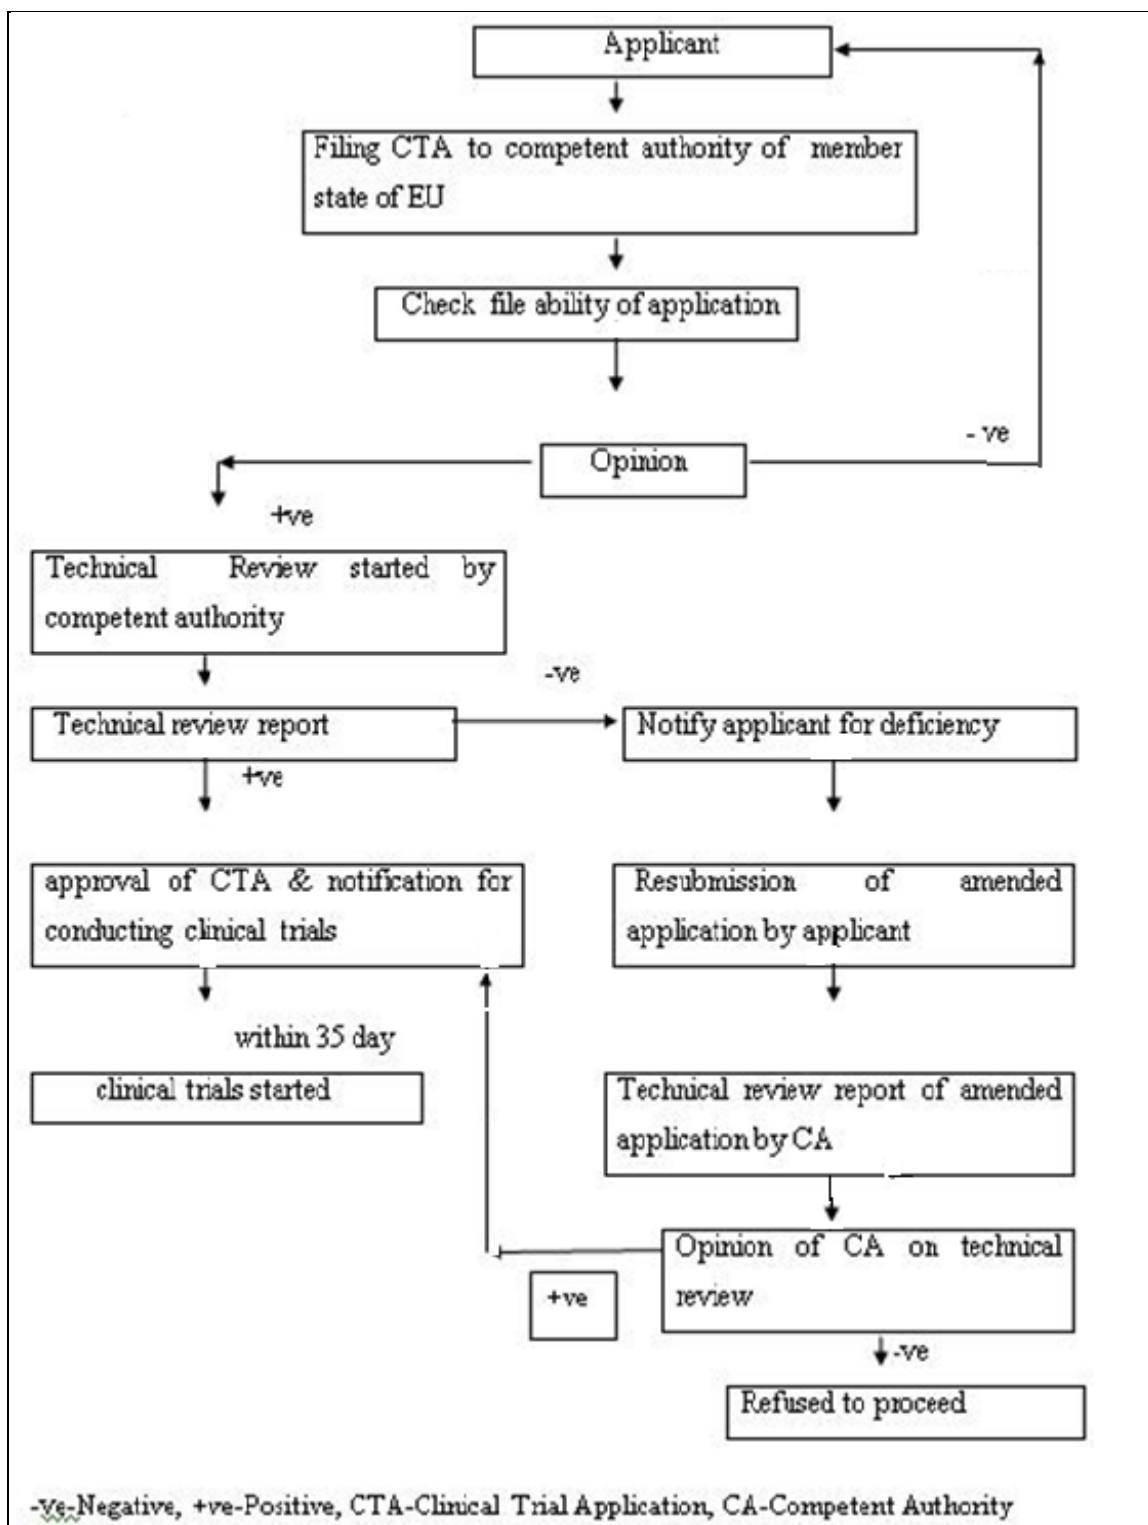 Applicant
Filing CTA to competent authority of member
state of EU
Check file ability of application
Opinion
- ve
+ve
Technical Review started by
competent authority
-ve
Technical review report
Notify applicant for deficiency
+ve
approval of CTA & notification for
conducting clinical trials
Resubmission of amended
application by applicant
within 35 day
clinical trials started
Technical review report of amended
application by CA
Opinion of CA on technical
review
+ve
-ve
Refused to proceed
-ve-Negative, +ve-Positive, CTA-Clinical Trial Application, CA-Competent Authority